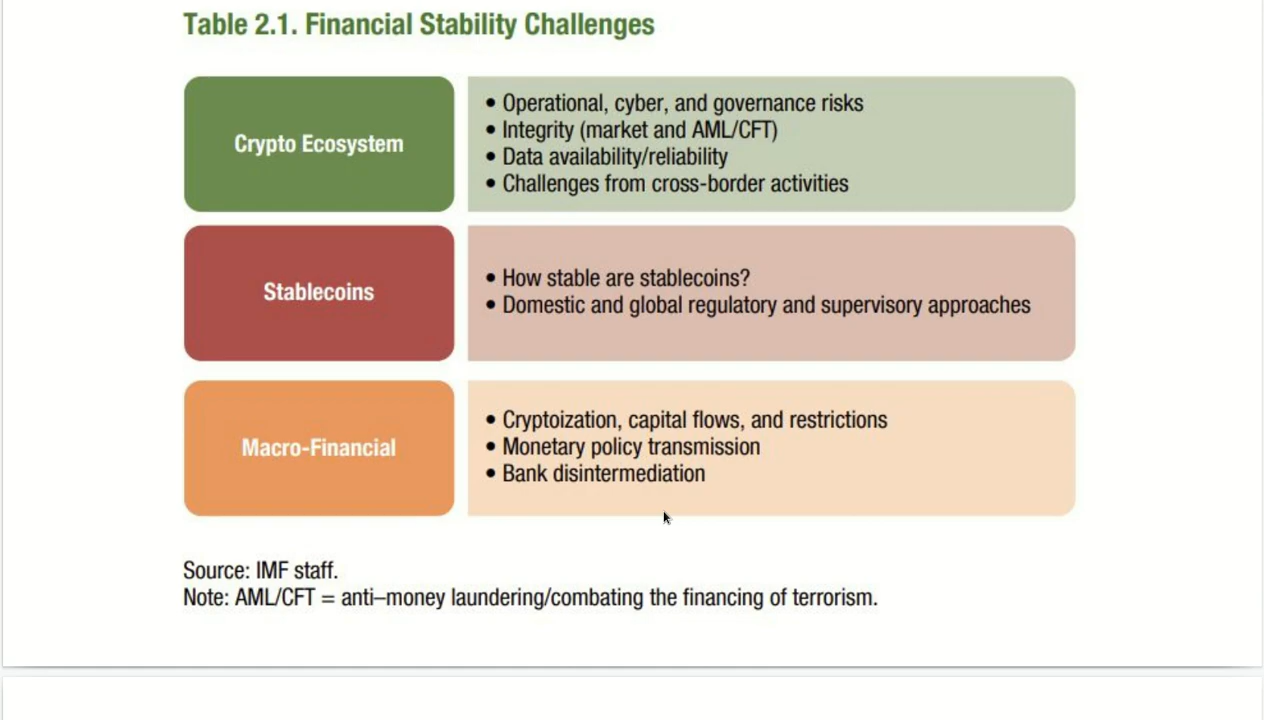 Table 2.1. Financial Stability Challenges
Crypto Ecosystem
• Operational, cyber, and governance risks
• Integrity (market and AML/CFT)
• Data availability/reliability
• Challenges from cross-border activities
Stablecoins
• How stable are stablecoins?
• Domestic and global regulatory and supervisory approaches
Macro-Financial
• Cryptoization, capital flows, and restrictions
• Monetary policy transmission
• Bank disintermediation
Source: IMF staff.
Note: AML/CFT = anti–money laundering/combating the financing of terrorism.